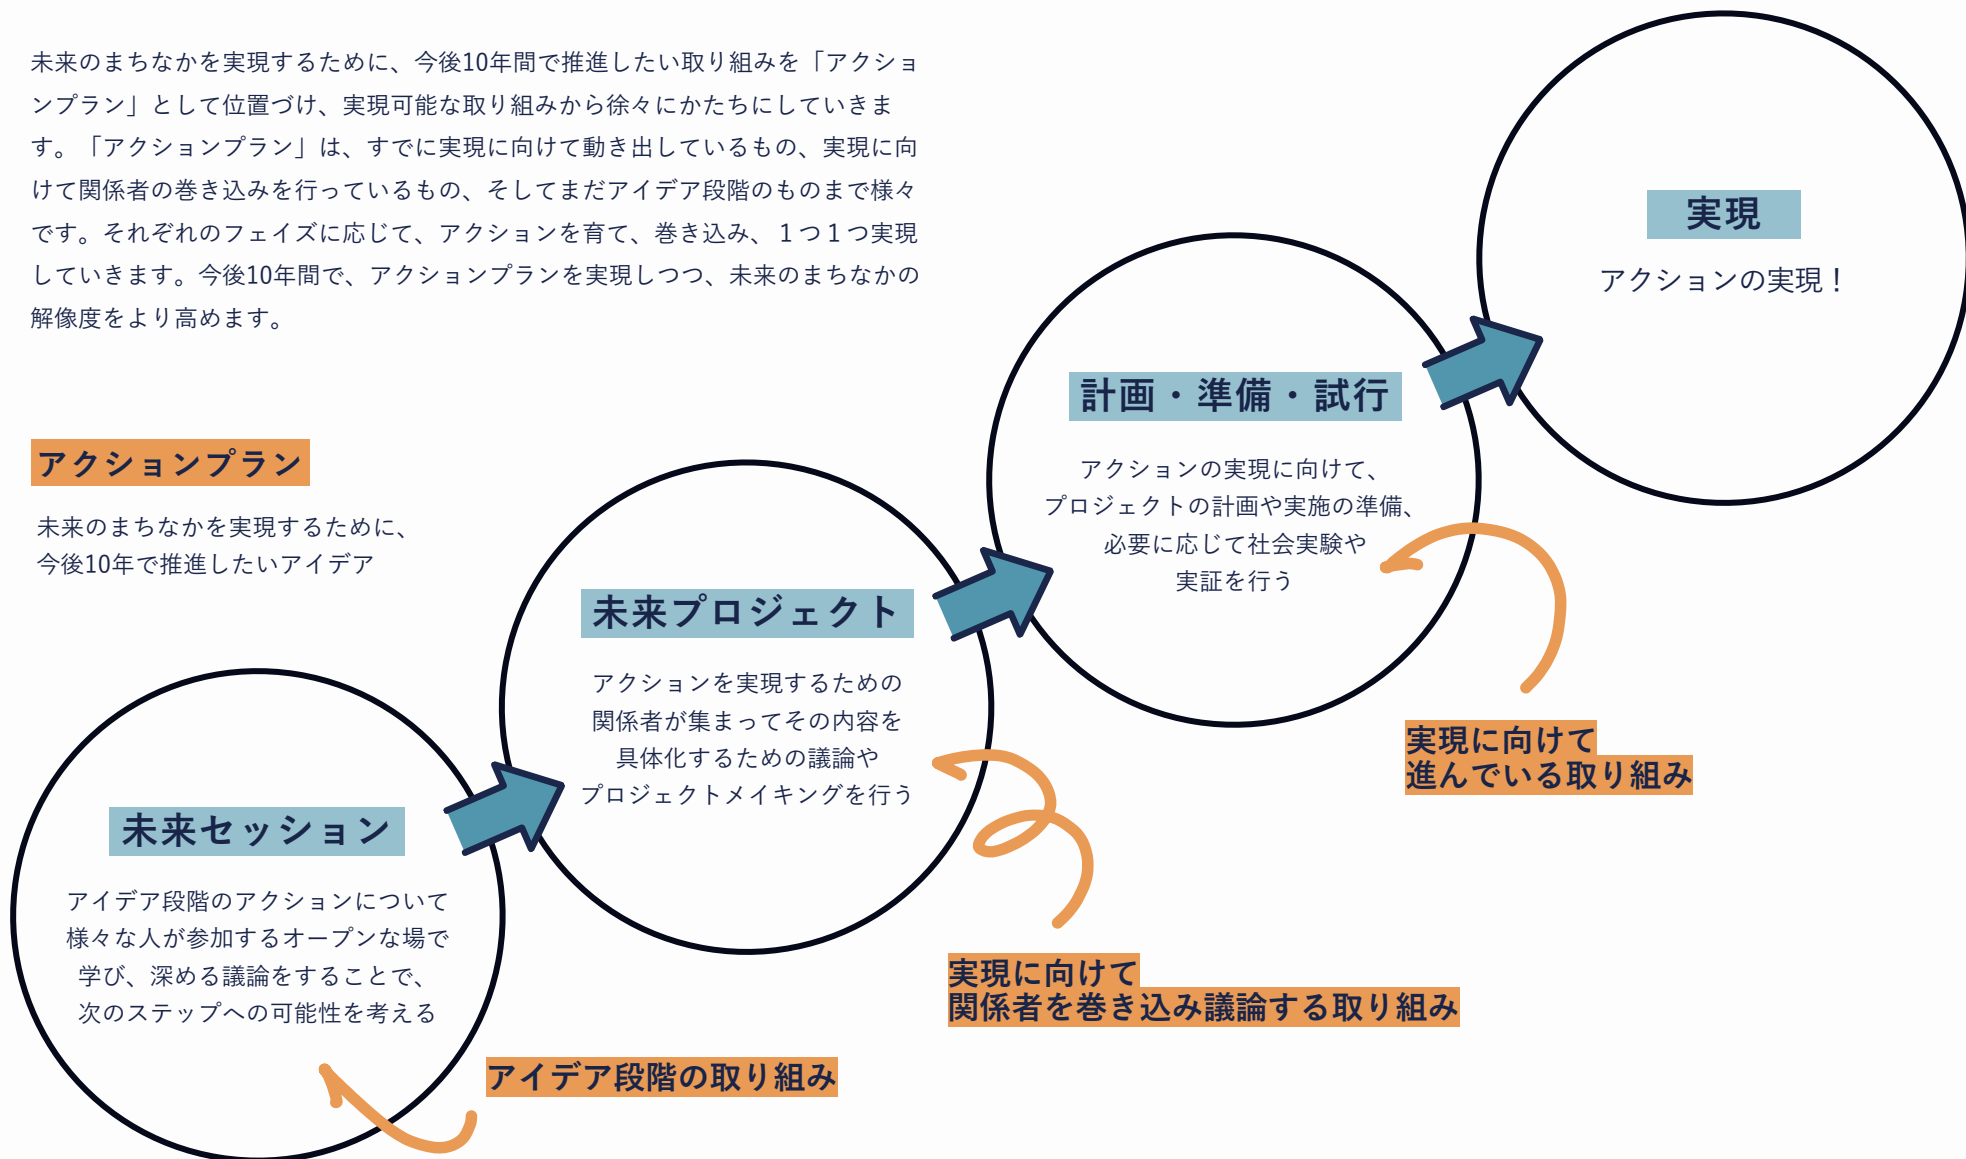 未来のまちなかを実現するために、今後10年間で推進したい取り組みを「アクショ
ンプラン」として位置づけ、実現可能な取り組みから徐々にかたちにしていきま
す。「アクションプラン」は、すでに実現に向けて動き出しているもの、実現に向
けて関係者の巻き込みを行っているもの、そしてまだアイデア段階のものまで様々
です。それぞれのフェイズに応じて、アクションを育て、巻き込み、１つ１つ実現
していきます。今後10年間で、アクションプランを実現しつつ、未来のまちなかの
解像度をより高めます。
アクションプラン
未来のまちなかを実現するために、
今後10年で推進したいアイデア
未来セッション
アイデア段階のアクションについて
様々な人が参加するオープンな場で
学び、深める議論をすることで、
次のステップへの可能性を考える
アイデア段階の取り組み
未来プロジェクト
アクションを実現するための
関係者が集まってその内容を
具体化するための議論や
プロジェクトメイキングを行う
実現に向けて
関係者を巻き込み議論する取り組み
計画・準備・試行
アクションの実現に向けて、
プロジェクトの計画や実施の準備、
必要に応じて社会実験や
実証を行う
実現に向けて
進んでいる取り組み
実現
アクションの実現！